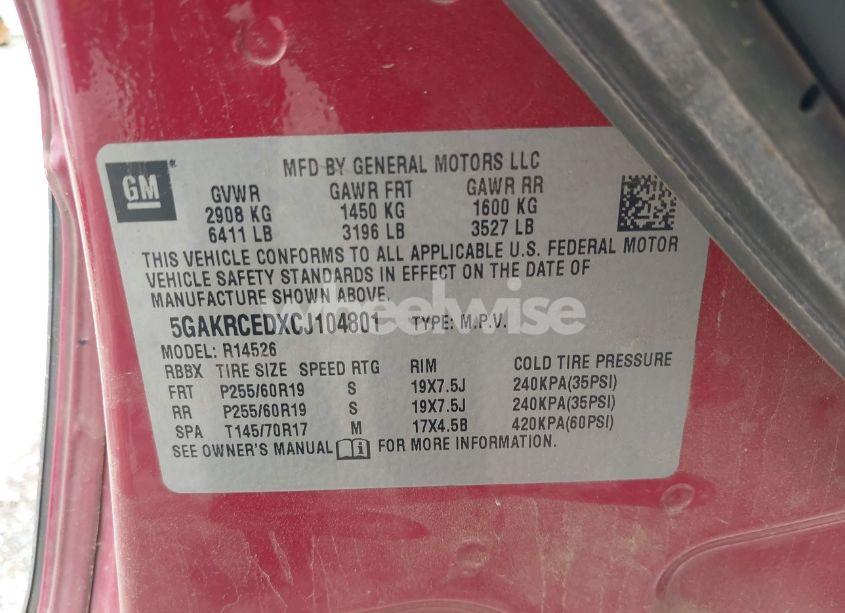 GM
MFD BY GENERAL MOTORS LLC
GVWR GAWR FRT GAWR RR
2908 KG 1450 KG 1600 KG
6411 LB 3196 LB 3527 LB
THIS VEHICLE CONFORMS TO ALL APPLICABLE U.S. FEDERAL MOTOR
VEHICLE SAFETY STANDARDS IN EFFECT ON THE DATE OF
MANUFACTURE SHOWN ABOVE.
5GAKRCEDXCJ104801 TYPE: M.P.V.
MODEL: R14526
RBBX TIRE SIZE SPEED RTG RIM COLD TIRE PRESSURE
FRT P255/60R19 S 19X7.5J 240KPA(35PSI)
RR P255/60R19 S 19X7.5J 240KPA(35PSI)
SPA T145/70R17 M 17X4.5B 420KPA(60PSI)
SEE OWNER'S MANUAL FOR MORE INFORMATION.